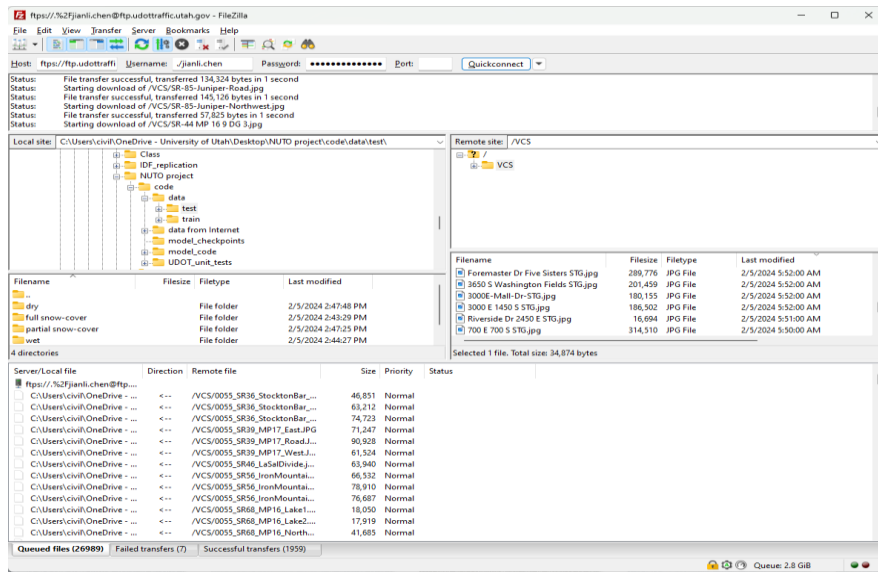 ftps://.%2Fjianli.chen@ftp.udottraffic.utah.gov - FileZilla
File Edit View Transfer Server Bookmarks Help
Host: ftps://ftp.udottraffi Username: ./jianli.chen Password: •••••••••••••• Port: Quickconnect
Status: File transfer successful, transferred 134,324 bytes in 1 second
Status: Starting download of /VCS/SR-85-Juniper-Road.jpg
Status: File transfer successful, transferred 145,126 bytes in 1 second
Status: Starting download of /VCS/SR-85-Juniper-Northwest.jpg
Status: File transfer successful, transferred 57,825 bytes in 1 second
Status: Starting download of /VCS/SR-44 MP 16 9 DG 3.jpg
Local site: C:\Users\civil\OneDrive - University of Utah\Desktop\NUTO project\code\data\test\
Class
IDF_replication
NUTO project
code
data
test
train
data from Internet
model_checkpoints
model_code
UDOT_unit_tests
Filename Filesize Filetype Last modified
..
dry File folder 2/5/2024 2:47:48 PM
full snow-cover File folder 2/5/2024 2:43:29 PM
partial snow-cover File folder 2/5/2024 2:47:25 PM
wet File folder 2/5/2024 2:44:27 PM
4 directories
Remote site: /VCS
/
VCS
Filename Filesize Filetype Last modified
Foremaster Dr Five Sisters STG.jpg 289,776 JPG File 2/5/2024 5:52:00 AM
3650 S Washington Fields STG.jpg 201,459 JPG File 2/5/2024 5:52:00 AM
3000E-Mall-Dr-STG.jpg 180,155 JPG File 2/5/2024 5:52:00 AM
3000 E 1450 S STG.jpg 186,502 JPG File 2/5/2024 5:52:00 AM
Riverside Dr 2450 E STG.jpg 16,694 JPG File 2/5/2024 5:51:00 AM
700 E 700 S STG.jpg 314,510 JPG File 2/5/2024 5:50:00 AM
Selected 1 file. Total size: 34,874 bytes
Server/Local file Direction Remote file Size Priority Status
ftps://.%2Fjianli.chen@ftp....
C:\Users\civil\OneDrive - ... <-- /VCS/0055_SR36_StocktonBar_... 46,851 Normal
C:\Users\civil\OneDrive - ... <-- /VCS/0055_SR36_StocktonBar_... 63,212 Normal
C:\Users\civil\OneDrive - ... <-- /VCS/0055_SR36_StocktonBar_... 74,723 Normal
C:\Users\civil\OneDrive - ... <-- /VCS/0055_SR39_MP17_East.JPG 71,247 Normal
C:\Users\civil\OneDrive - ... <-- /VCS/0055_SR39_MP17_Road.J... 90,928 Normal
C:\Users\civil\OneDrive - ... <-- /VCS/0055_SR39_MP17_West.J... 61,524 Normal
C:\Users\civil\OneDrive - ... <-- /VCS/0055_SR46_LaSalDivide.j... 63,940 Normal
C:\Users\civil\OneDrive - ... <-- /VCS/0055_SR56_IronMountai... 66,532 Normal
C:\Users\civil\OneDrive - ... <-- /VCS/0055_SR56_IronMountai... 78,910 Normal
C:\Users\civil\OneDrive - ... <-- /VCS/0055_SR56_IronMountai... 76,687 Normal
C:\Users\civil\OneDrive - ... <-- /VCS/0055_SR68_MP16_Lake1.... 18,050 Normal
C:\Users\civil\OneDrive - ... <-- /VCS/0055_SR68_MP16_Lake2.... 17,919 Normal
C:\Users\civil\OneDrive - ... <-- /VCS/0055_SR68_MP16_North... 41,685 Normal
Queued files (26989) Failed transfers (7) Successful transfers (1959)
Queue: 2.8 GiB